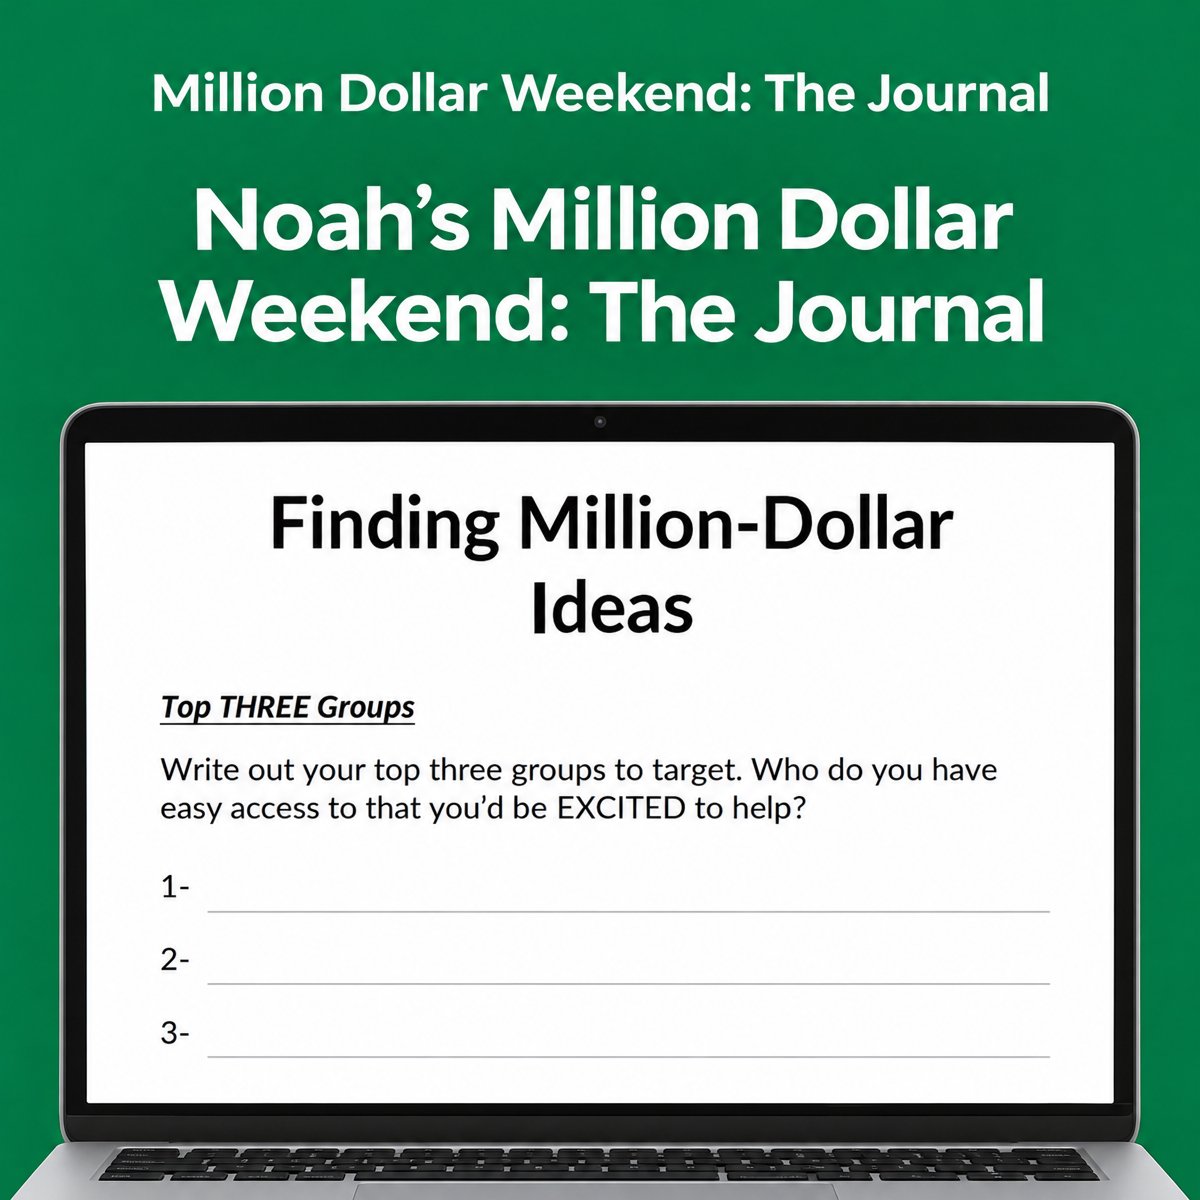 Million Dollar Weekend: The Journal
Noah’s Million Dollar
Weekend: The Journal
Finding Million-Dollar
Ideas
Top THREE Groups
Write out your top three groups to target. Who do you have
easy access to that you’d be EXCITED to help?
1-
2-
3-